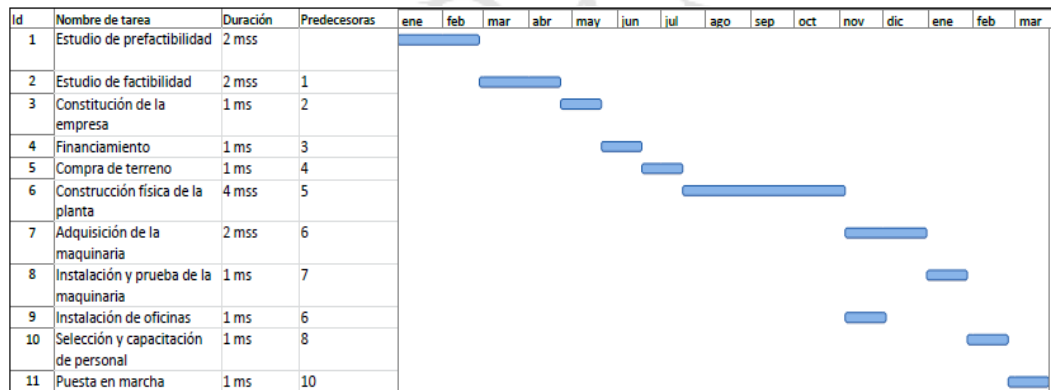 Id Nombre de tarea Duración Predecesoras ene feb mar abr may jun jul ago sep oct nov dic ene feb mar
1 Estudio de prefactibilidad 2 mss
2 Estudio de factibilidad 2 mss 1
3 Constitución de la 1 ms 2
empresa
4 Financiamiento 1 ms 3
5 Compra de terreno 1 ms 4
6 Construcción física de la 4 mss 5
planta
7 Adquisición de la 2 mss 6
maquinaria
8 Instalación y prueba de la 1 ms 7
maquinaria
9 Instalación de oficinas 1 ms 6
10 Selección y capacitación 1 ms 8
de personal
11 Puesta en marcha 1 ms 10